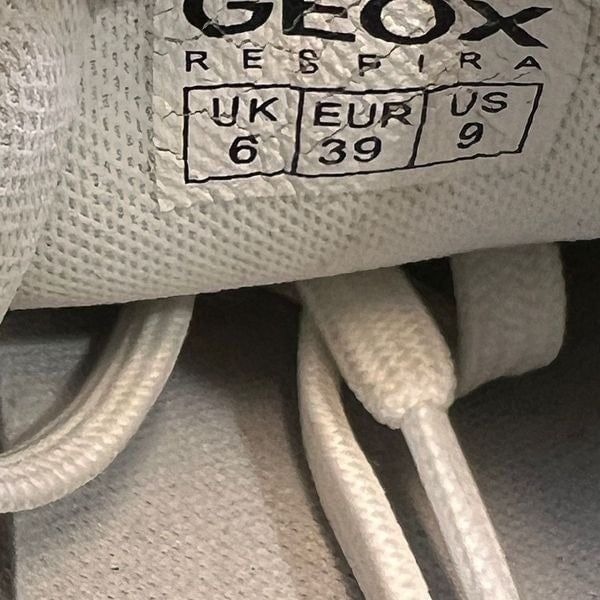 GEOX
RESPIRA
UK EUR US
6 39 9